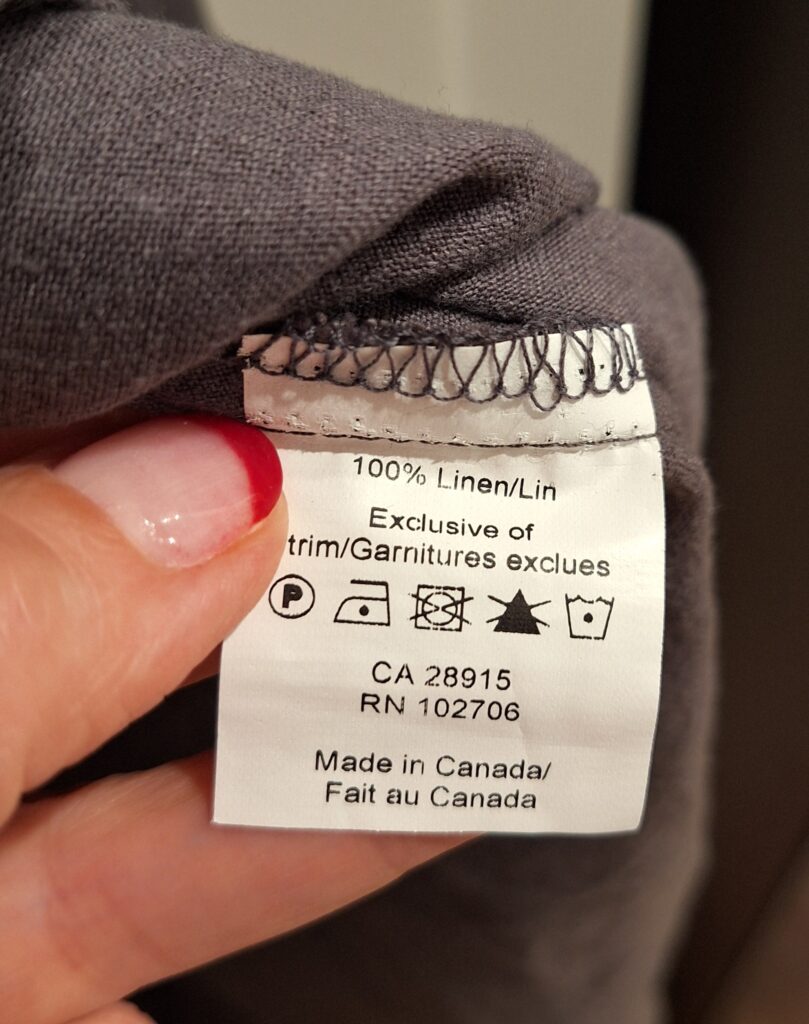 100% Linen/Lin
Exclusive of
trim/Garnitures exclues
P
CA 28915
RN 102706
Made in Canada/
Fait au Canada